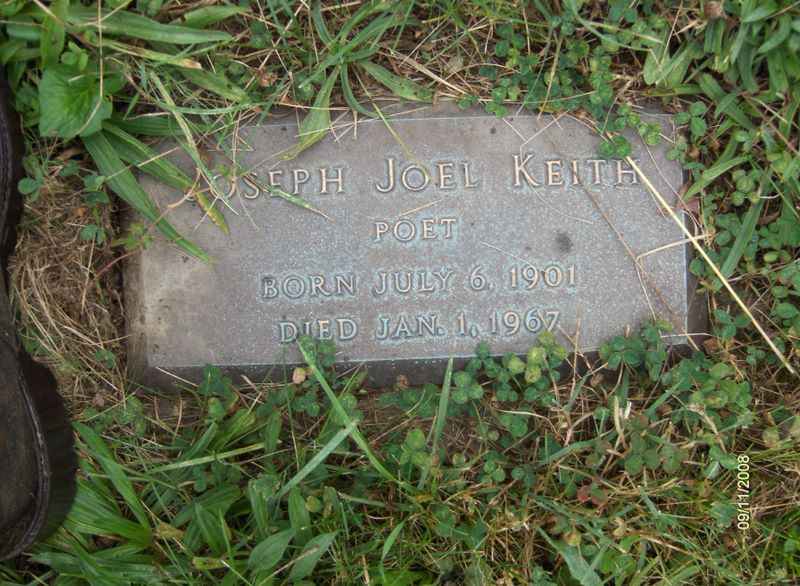 JOSEPH JOEL KEITH
POET
BORN JULY 6, 1901
DIED JAN. 1, 1967
09/11/2008